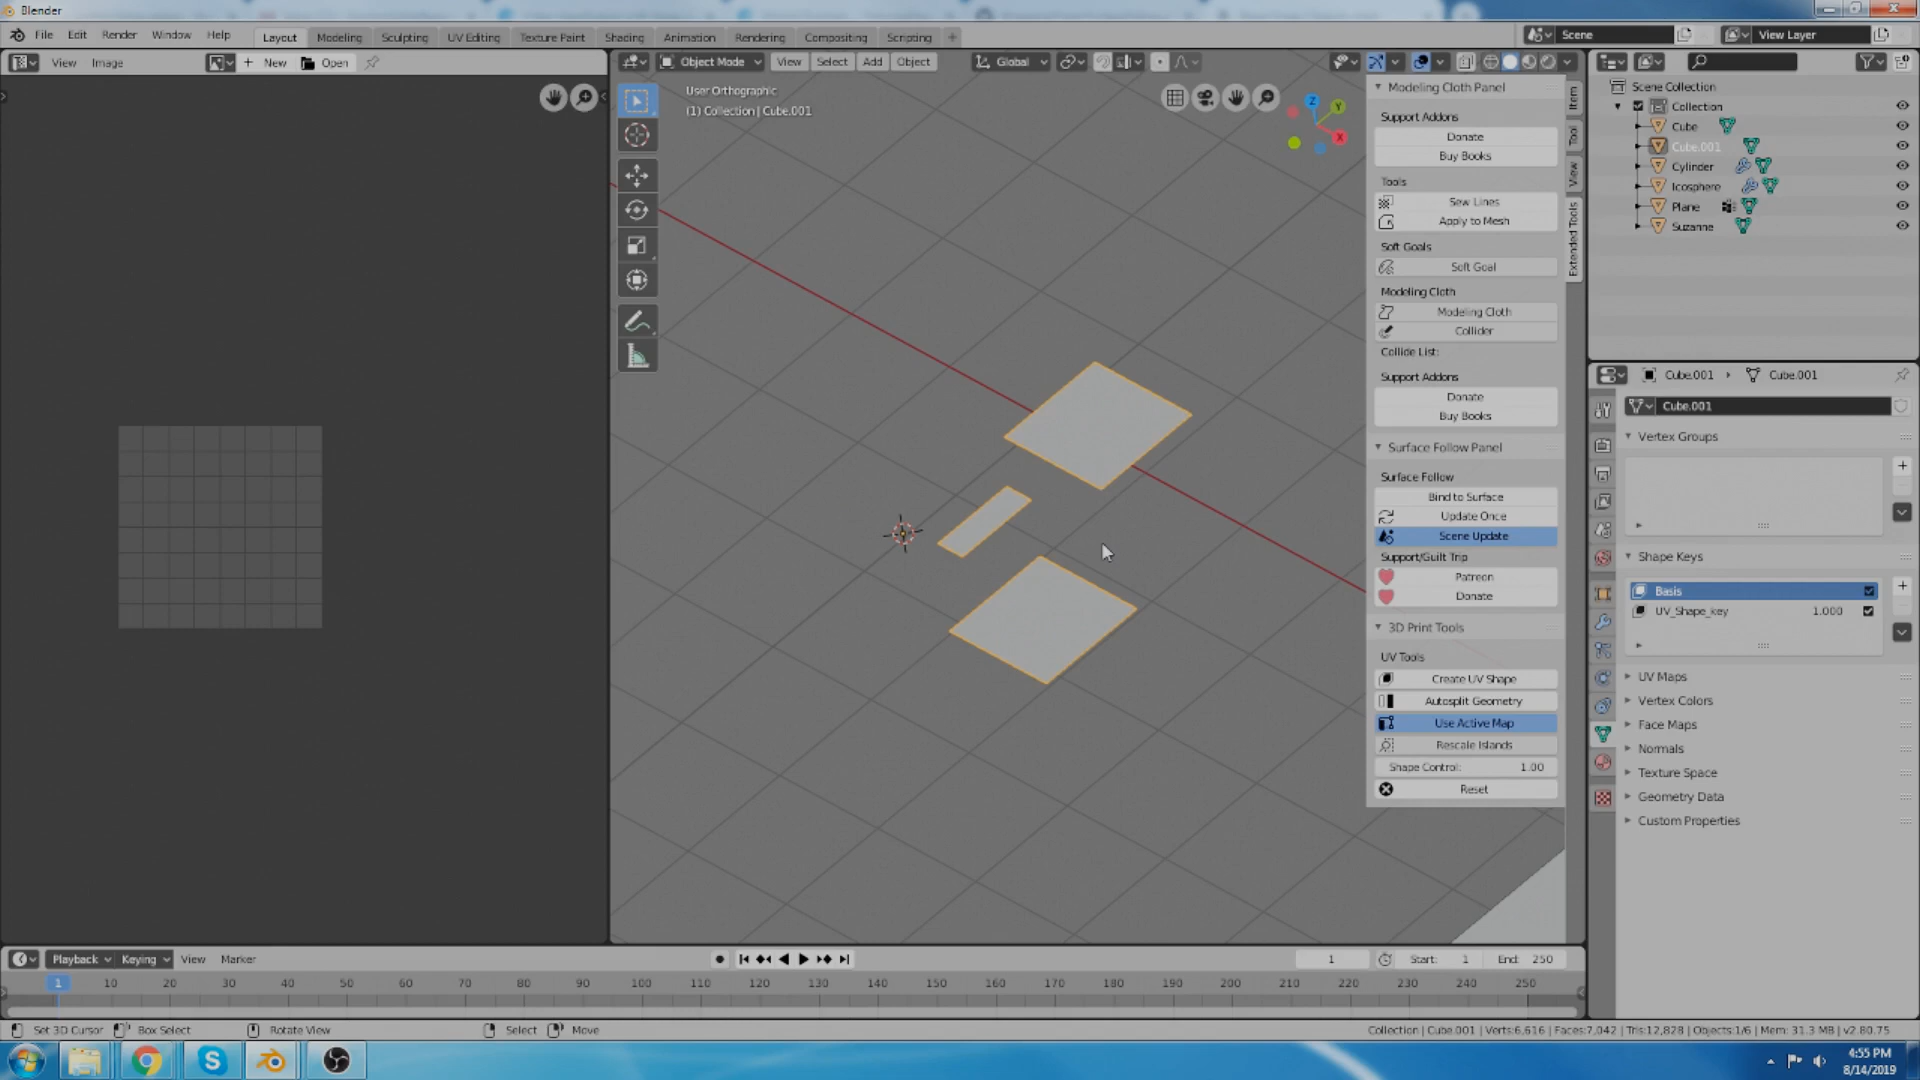 Blender
File Edit Render Window Help
Layout Modeling Sculpting UV Editing Texture Paint Shading Animation Rendering Compositing Scripting +
Scene
View Layer
View Image
+ New Open
Object Mode View Select Add Object
Global
User Orthographic
(1) Collection | Cube.001
Z Y X
Modeling Cloth Panel
Support Addons
Donate
Buy Books
Tools
Sew Lines
Apply to Mesh
Soft Goals
Soft Goal
Modeling Cloth
Modeling Cloth
Collider
Collide List:
Support Addons
Donate
Buy Books
Surface Follow Panel
Surface Follow
Bind to Surface
Update Once
Scene Update
Support/Guilt Trip
Patreon
Donate
3D Print Tools
UV Tools
Create UV Shape
Autosplit Geometry
Use Active Map
Rescale Islands
Shape Control: 1.00
Reset
Item
Tool
View
Extended Tools
Scene Collection
Collection
Cube
Cube.001
Cylinder
Icosphere
Plane
Suzanne
Cube.001 Cube.001
Cube.001
Vertex Groups
Shape Keys
Basis
UV_Shape_key 1.000
UV Maps
Vertex Colors
Face Maps
Normals
Texture Space
Geometry Data
Custom Properties
Playback Keying View Marker
1 Start: 1 End: 250
1 10 20 30 40 50 60 70 80 90 100 110 120 130 140 150 160 170 180 190 200 210 220 230 240 250
Set 3D Cursor Box Select Rotate View Select Move
Collection | Cube.001 | Verts:6,616 | Faces:7,042 | Tris:12,828 | Objects:1/6 | Mem: 31.3 MB | v2.80.75
4:55 PM
8/14/2019